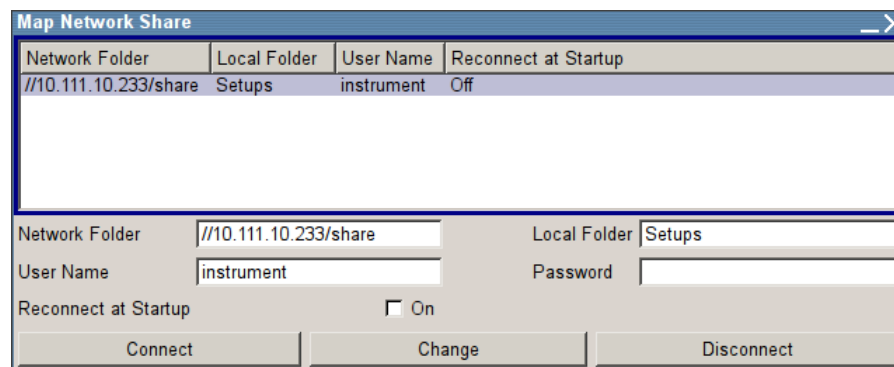 Map Network Share
Network Folder Local Folder User Name Reconnect at Startup
//10.111.10.233/share Setups instrument Off
Network Folder //10.111.10.233/share Local Folder Setups
User Name instrument Password
Reconnect at Startup On
Connect Change Disconnect